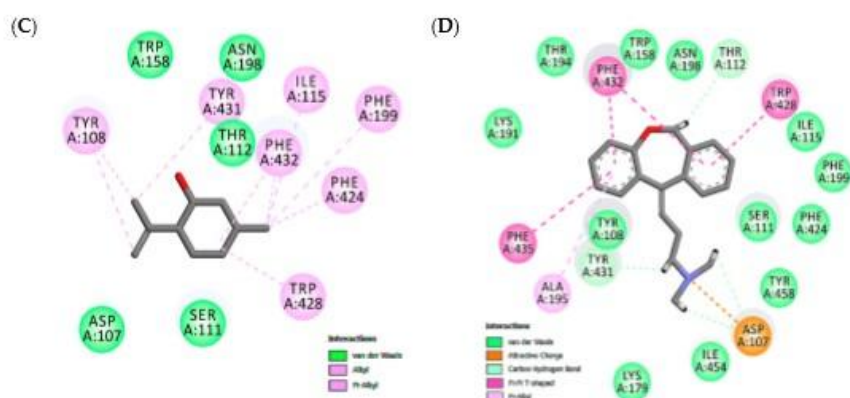 (C)
TRP
A:158
ASN
A:198
TYR
A:431
ILE
A:115
PHE
A:199
TYR
A:108
THR
A:112
PHE
A:432
PHE
A:424
TRP
A:428
ASP
A:107
SER
A:111
Interactions
van der Waals
Alkyl
Pi-Alkyl
(D)
THR
A:194
TRP
A:158
ASN
A:198
THR
A:112
PHE
A:432
TRP
A:428
LYS
A:191
ILE
A:115
PHE
A:199
TYR
A:108
SER
A:111
PHE
A:424
PHE
A:435
TYR
A:431
ALA
A:195
TYR
A:458
ASP
A:107
ILE
A:454
LYS
A:179
Interactions
van der Waals
Attractive Charge
Carbon Hydrogen Bond
Pi-Pi T-shaped
Pi-Alkyl